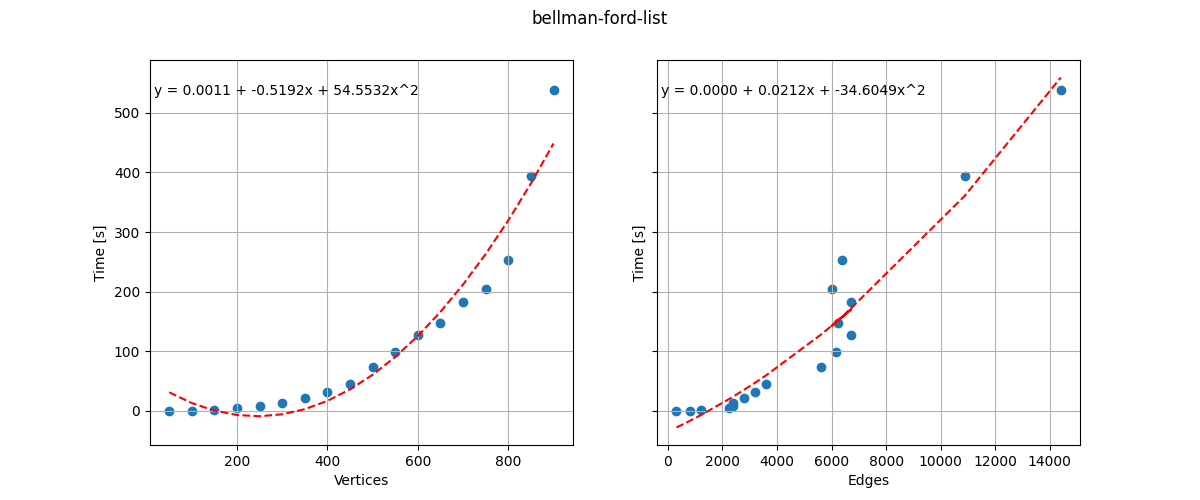 bellman-ford-list
y = 0.0011 + -0.5192x + 54.5532x^2
y = 0.0000 + 0.0212x + -34.6049x^2
500
400
300
200
100
0
Time [s]
Time [s]
200 400 600 800
0 2000 4000 6000 8000 10000 12000 14000
Vertices
Edges